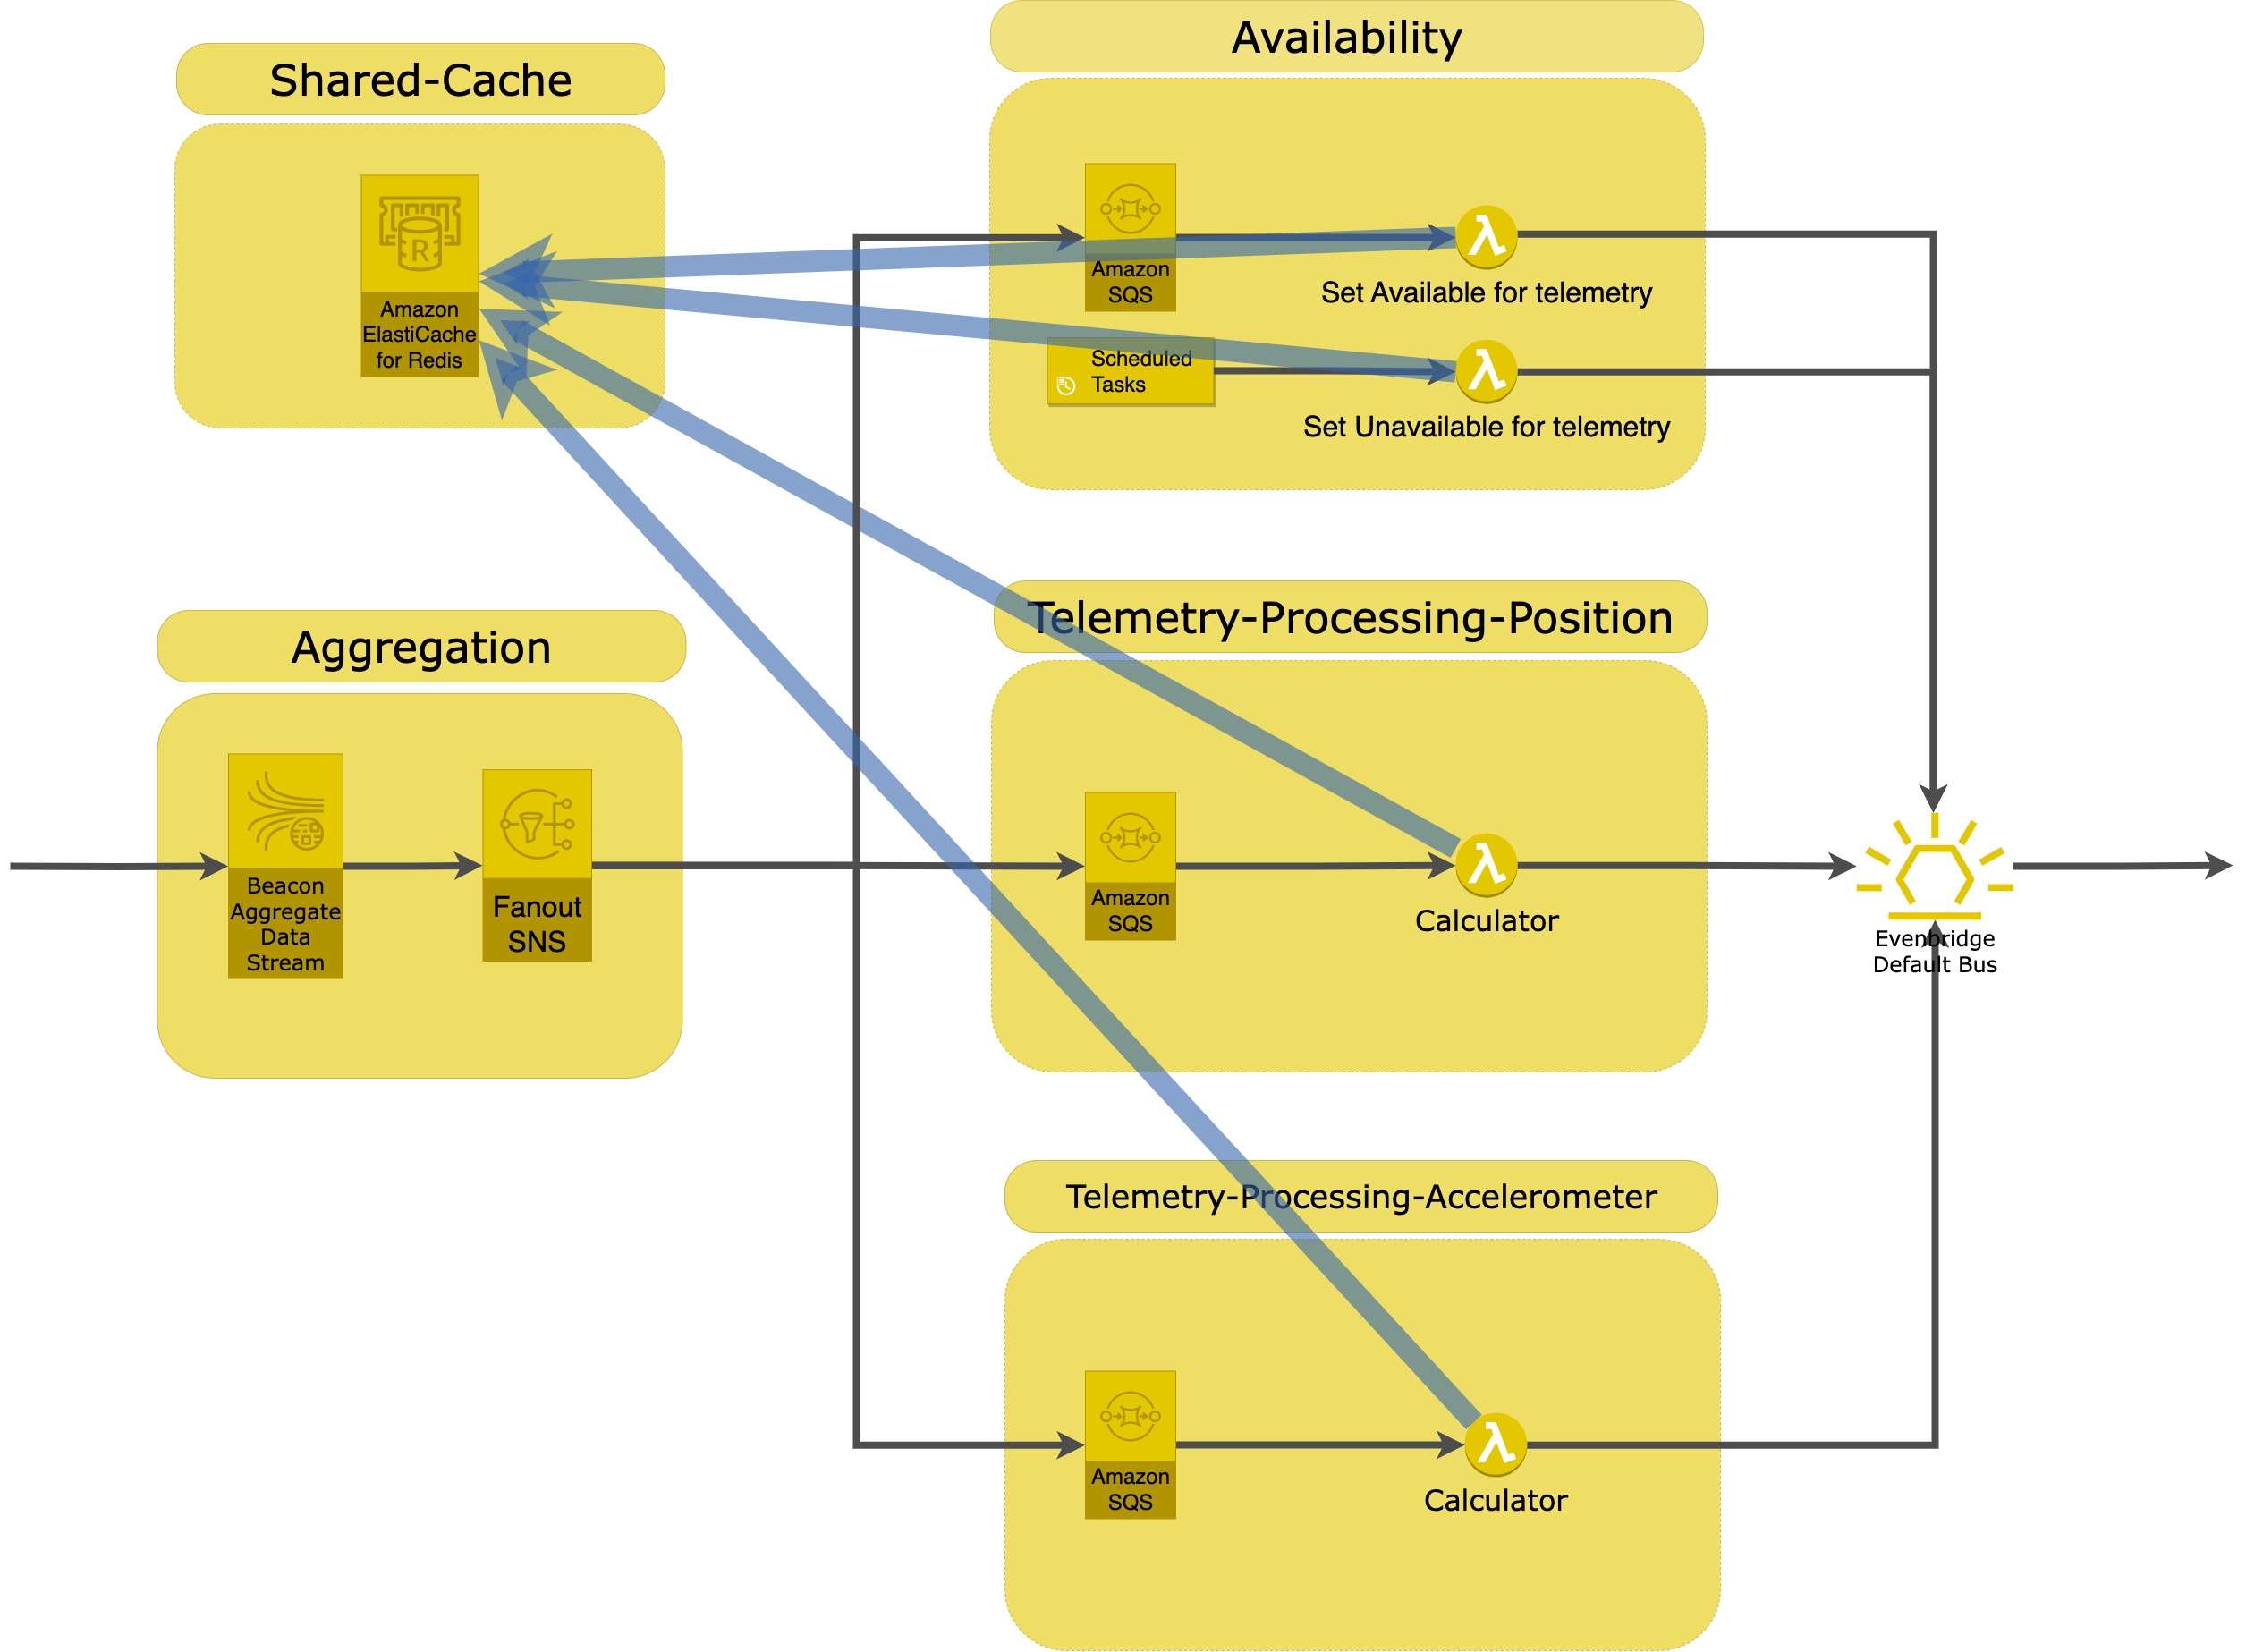 Shared-Cache
R
Amazon
ElastiCache
for Redis
Availability
Amazon
SQS
Set Available for telemetry
Scheduled
Tasks
Set Unavailable for telemetry
Aggregation
Beacon
Aggregate
Data
Stream
Fanout
SNS
Telemetry-Processing-Position
Amazon
SQS
Calculator
Evenbridge
Default Bus
Telemetry-Processing-Accelerometer
Amazon
SQS
Calculator